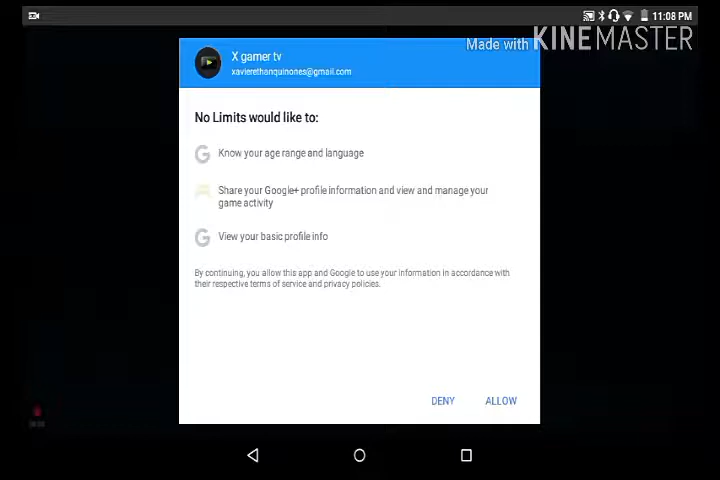 11:08 PM
Made with KINEMASTER
X gamer tv
xavierethanquinones@gmail.com
No Limits would like to:
Know your age range and language
Share your Google+ profile information and view and manage your
game activity
View your basic profile info
By continuing, you allow this app and Google to use your information in accordance with
their respective terms of service and privacy policies.
DENY ALLOW